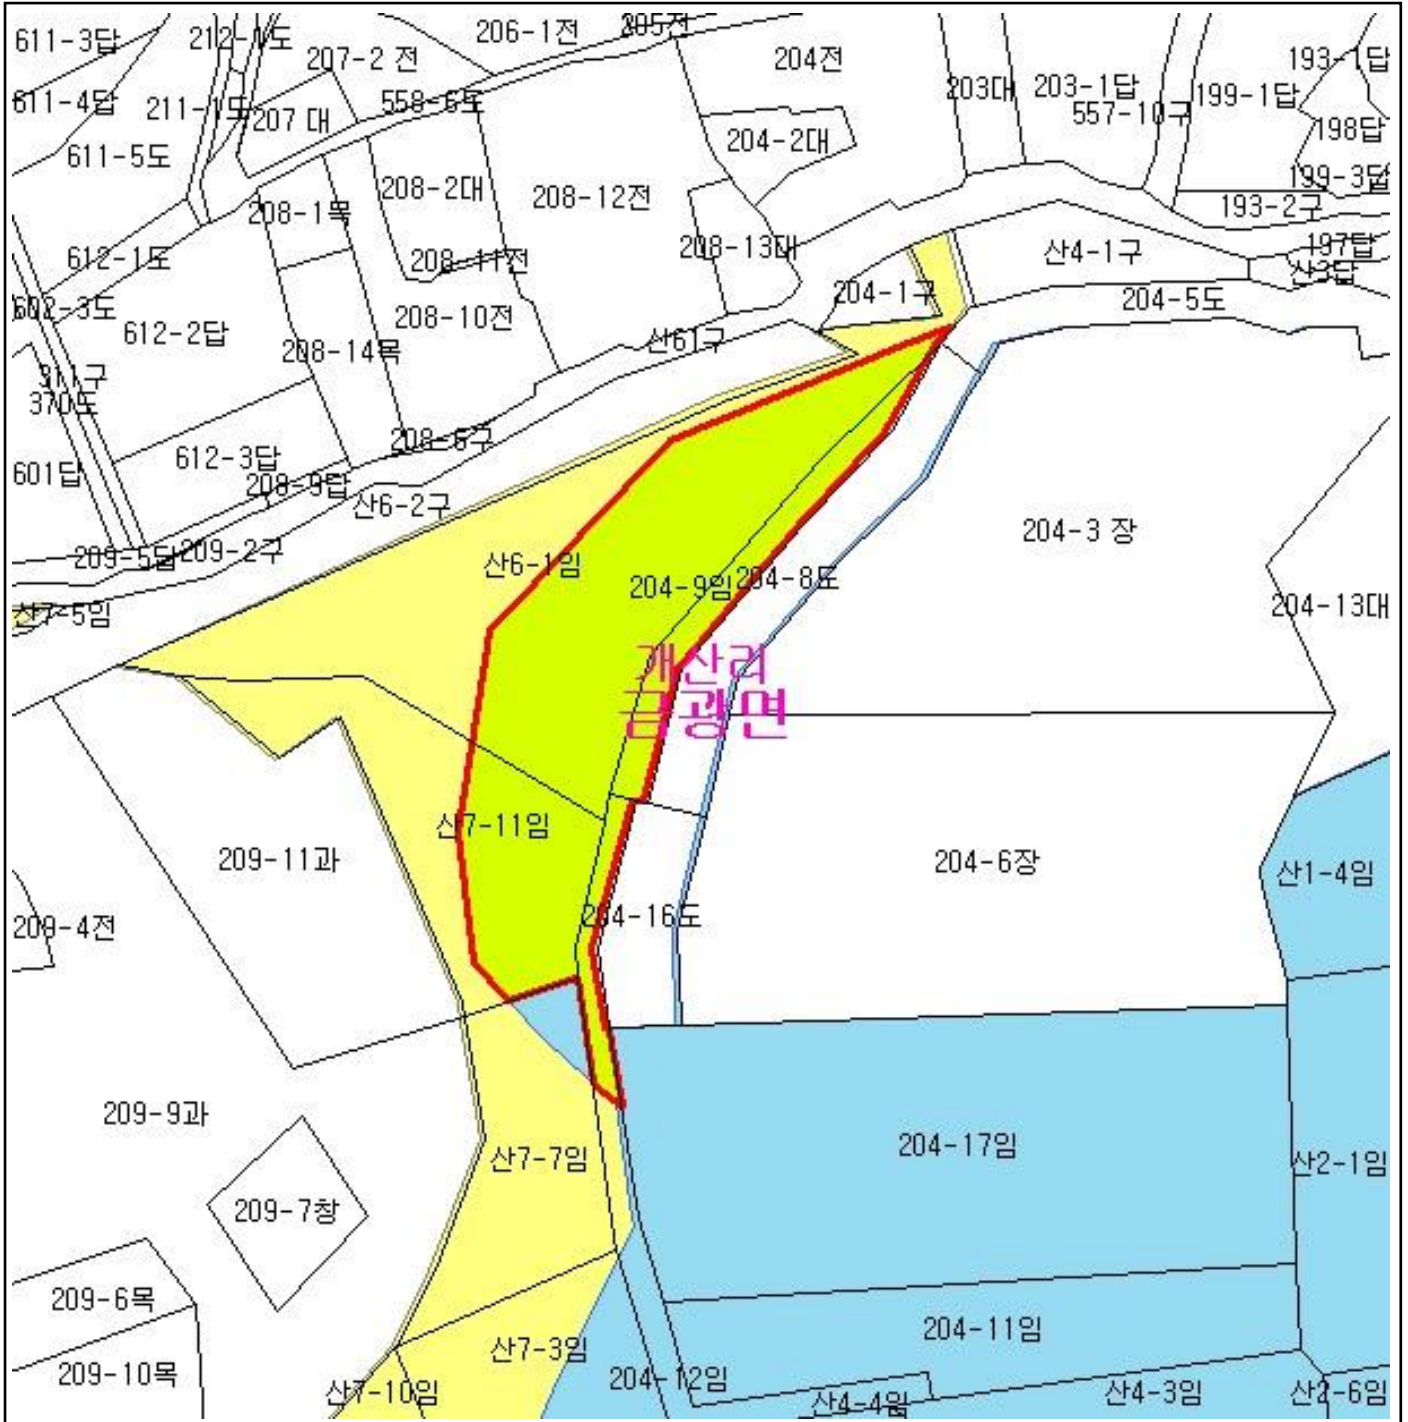 611-3답
212-1도
207-2 전
206-1전
205전
204전
203대
203-1답
193-1답
611-4답
211-1도
207 대
558-6도
557-10구
199-1답
611-5도
204-2대
198답
199-3답
208-2대
208-1목
208-12전
193-2구
612-1도
208-11전
208-13대
산4-1구
197답
산3답
602-3도
612-2답
208-10전
208-14목
산61구
204-1구
204-5도
311구
370도
601답
612-3답
208-9답
208-6구
산6-2구
209-5답
209-2구
산6-1임
204-9임
204-8도
204-3 장
204-13대
산7-5임
개산리
금광면
산7-11임
209-11과
204-6장
산1-4임
209-4전
204-16도
209-9과
산7-7임
204-17임
산2-1임
209-7창
209-6목
209-10목
산7-3임
204-11임
산7-10임
204-12임
산4-4임
산4-3임
산2-6임